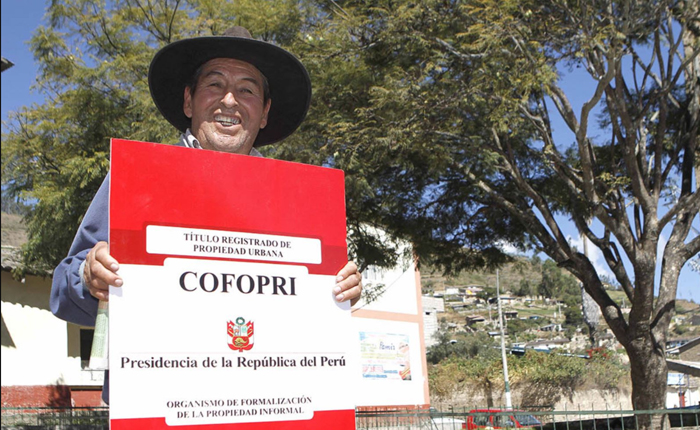 TÍTULO REGISTRADO DE
PROPIEDAD URBANA
COFOPRI
Presidencia de la República del Perú
ORGANISMO DE FORMALIZACIÓN
DE LA PROPIEDAD INFORMAL